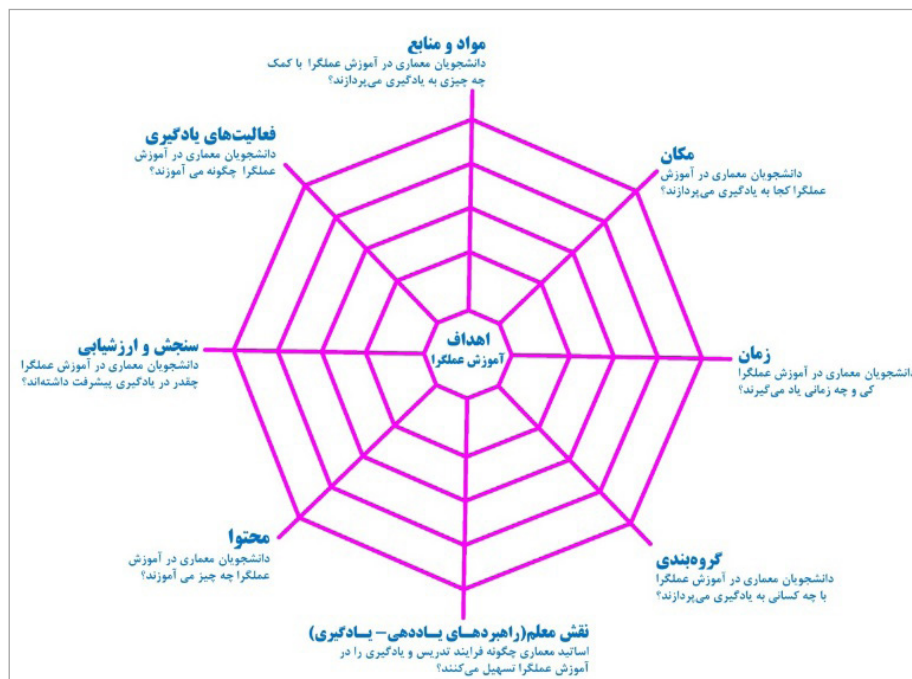 مواد و منابع
دانشجویان معماری در آموزش عملگرا با کمک
چه چیزی به یادگیری می‌پردازند؟
مکان
دانشجویان معماری در آموزش
عملگرا کجا به یادگیری می‌پردازند؟
فعالیت‌های یادگیری
دانشجویان معماری در آموزش
عملگرا چگونه می آموزند؟
اهداف
آموزش عملگرا
زمان
دانشجویان معماری در آموزش عملگرا
کی و چه زمانی یاد می‌گیرند؟
سنجش و ارزشیابی
دانشجویان معماری در آموزش عملگرا
چقدر در یادگیری پیشرفت داشته‌اند؟
گروه‌بندی
دانشجویان معماری در آموزش عملگرا
با چه کسانی به یادگیری می‌پردازند؟
محتوا
دانشجویان معماری در آموزش
عملگرا چه چیز می آموزند؟
نقش معلم(راهبردهـای یـاددهی- یـادگیری)
اساتید معماری چگونه فرایند تدریس و یادگیری را در
آموزش عملگرا تسهیل می‌کنند؟